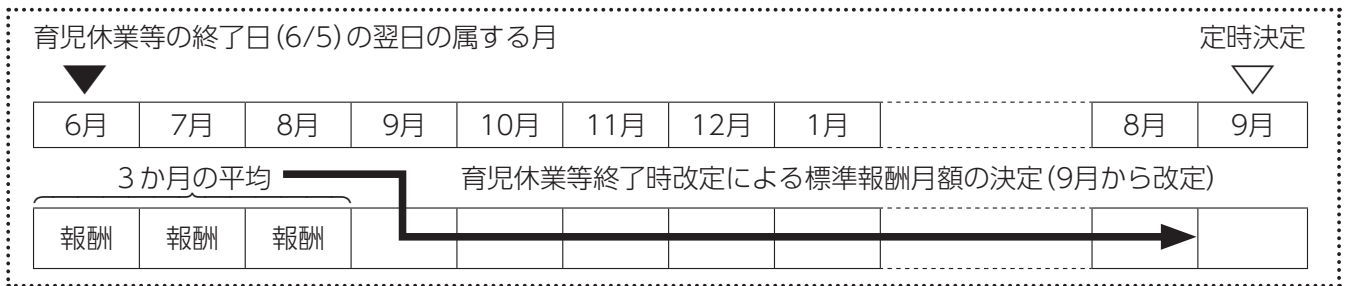 育児休業等の終了日(6/5)の翌日の属する月 定時決定
6月 7月 8月 9月 10月 11月 12月 1月 8月 9月
3か月の平均 育児休業等終了時改定による標準報酬月額の決定(9月から改定)
報酬 報酬 報酬